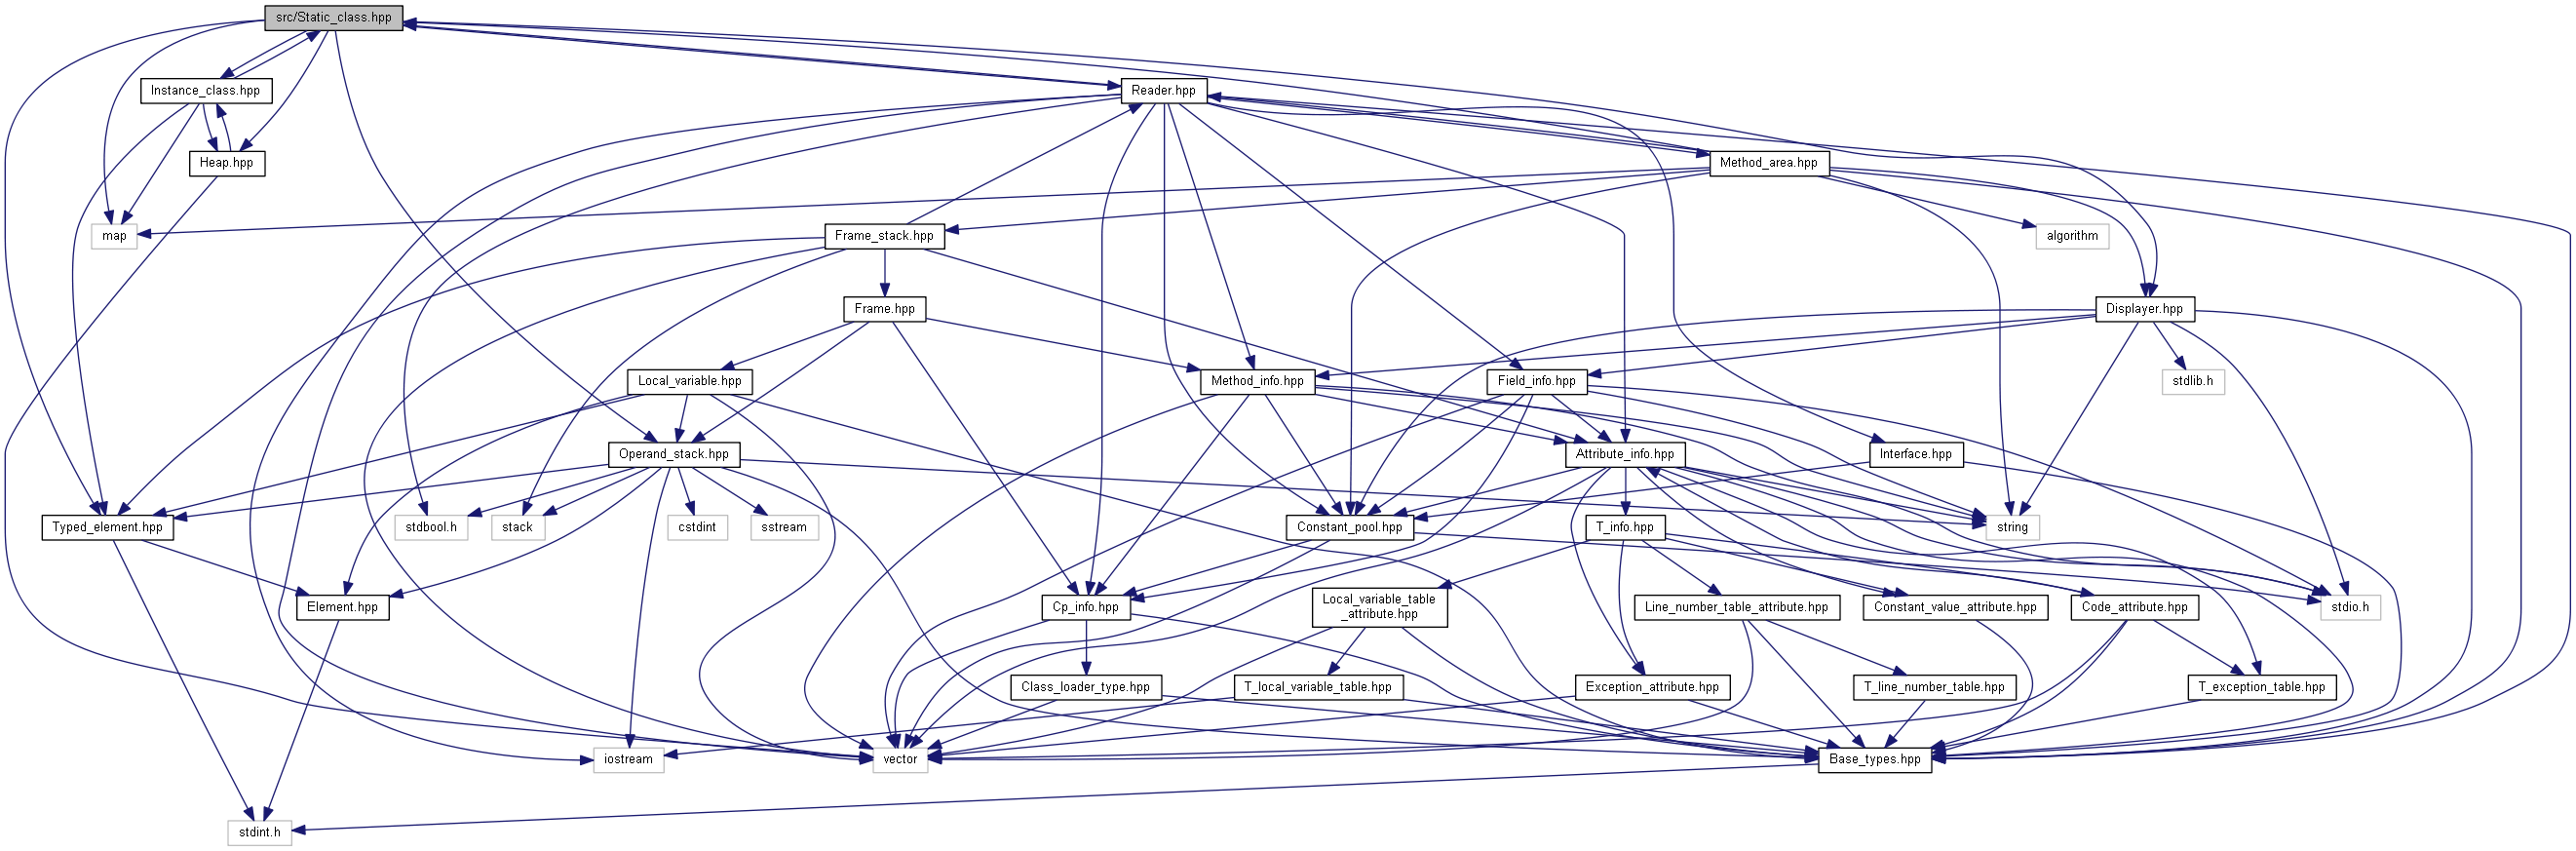 src/Static_class.hpp
Instance_class.hpp
Reader.hpp
Heap.hpp
Method_area.hpp
map
Frame_stack.hpp
algorithm
Frame.hpp
Displayer.hpp
Local_variable.hpp
Method_info.hpp
Field_info.hpp
stdlib.h
Operand_stack.hpp
Attribute_info.hpp
Interface.hpp
Typed_element.hpp
stdbool.h
stack
cstdint
sstream
Constant_pool.hpp
T_info.hpp
string
Element.hpp
Cp_info.hpp
Local_variable_table
_attribute.hpp
Line_number_table_attribute.hpp
Constant_value_attribute.hpp
Code_attribute.hpp
stdio.h
Class_loader_type.hpp
T_local_variable_table.hpp
Exception_attribute.hpp
T_line_number_table.hpp
T_exception_table.hpp
iostream
vector
Base_types.hpp
stdint.h